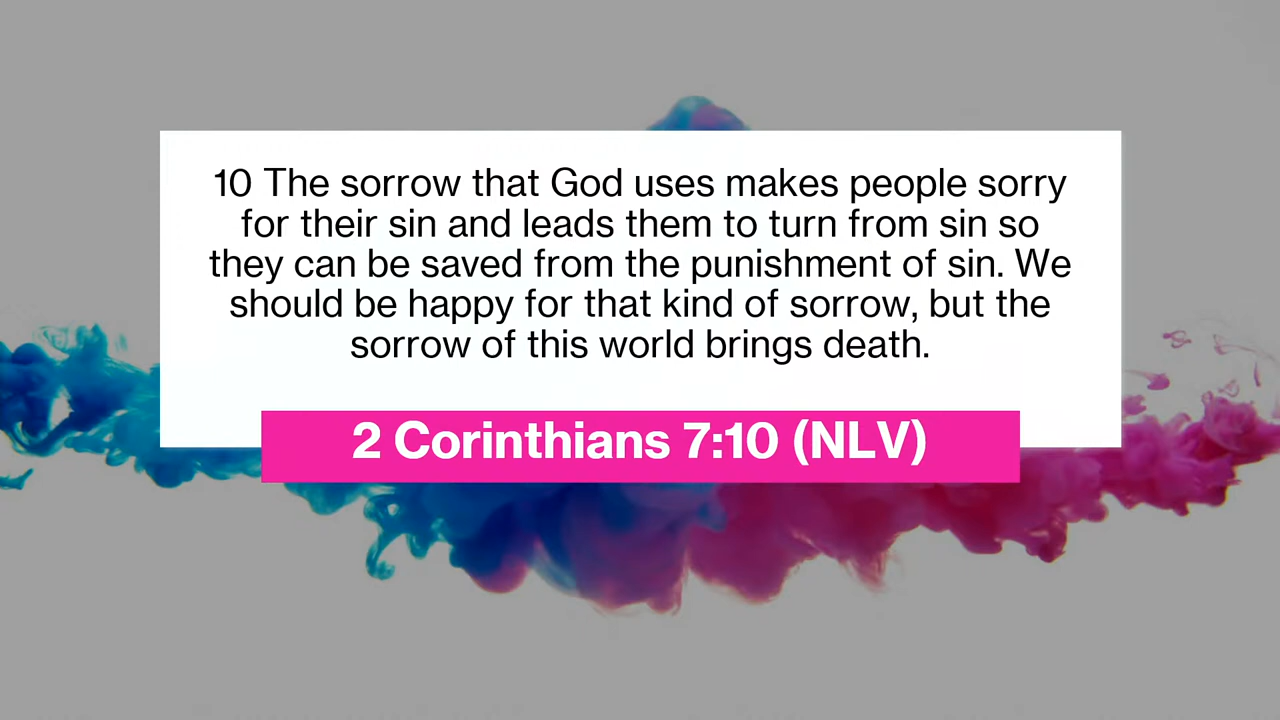 10 The sorrow that God uses makes people sorry
for their sin and leads them to turn from sin so
they can be saved from the punishment of sin. We
should be happy for that kind of sorrow, but the
sorrow of this world brings death.
2 Corinthians 7:10 (NLV)